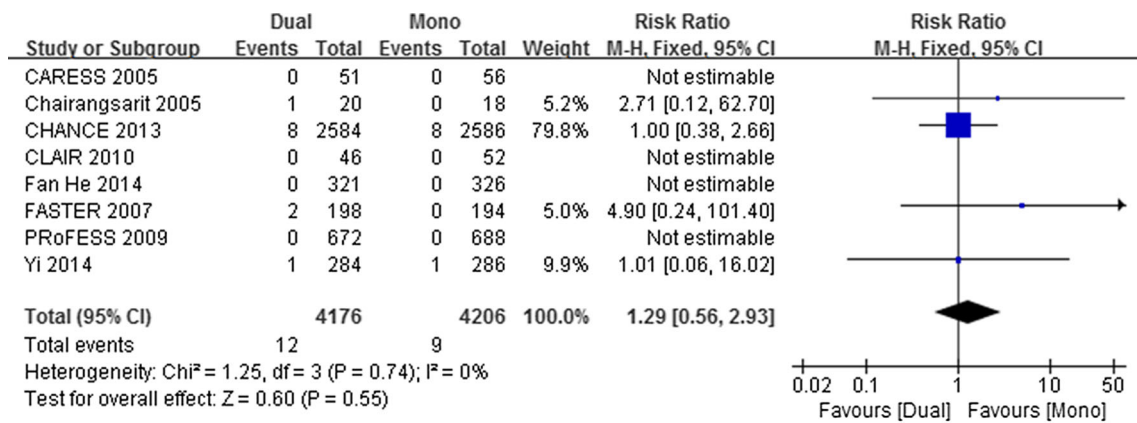 Dual Mono Risk Ratio Risk Ratio
Study or Subgroup Events Total Events Total Weight M-H, Fixed, 95% CI M-H, Fixed, 95% CI
CARESS 2005 0 51 0 56 Not estimable
Chairangsarit 2005 1 20 0 18 5.2% 2.71 [0.12, 62.70]
CHANCE 2013 8 2584 8 2586 79.8% 1.00 [0.38, 2.66]
CLAIR 2010 0 46 0 52 Not estimable
Fan He 2014 0 321 0 326 Not estimable
FASTER 2007 2 198 0 194 5.0% 4.90 [0.24, 101.40]
PRoFESS 2009 0 672 0 688 Not estimable
Yi 2014 1 284 1 286 9.9% 1.01 [0.06, 16.02]
Total (95% CI) 4176 4206 100.0% 1.29 [0.56, 2.93]
Total events 12 9
Heterogeneity: Chi² = 1.25, df = 3 (P = 0.74); I² = 0%
Test for overall effect: Z = 0.60 (P = 0.55)
0.02 0.1 1 10 50
Favours [Dual] Favours [Mono]